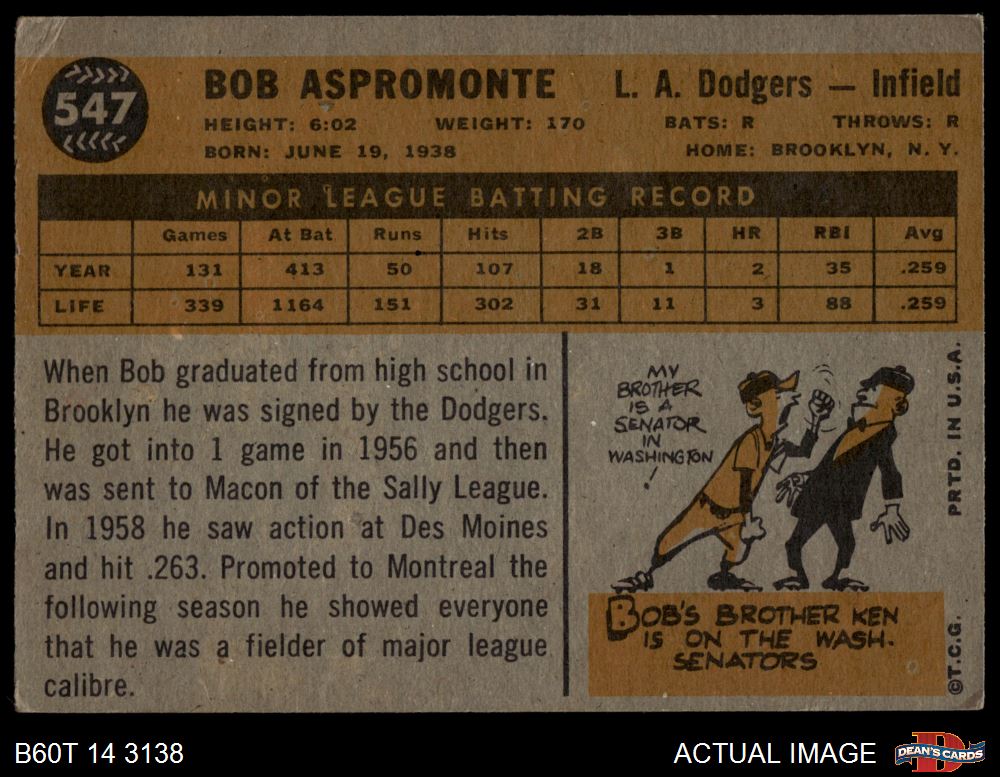 547
BOB ASPROMONTE L. A. Dodgers — Infield
HEIGHT: 6:02 WEIGHT: 170 BATS: R THROWS: R
BORN: JUNE 19, 1938 HOME: BROOKLYN, N. Y.
MINOR LEAGUE BATTING RECORD
Games At Bat Runs Hits 2B 3B HR RBI Avg
YEAR 131 413 50 107 18 1 2 35 .259
LIFE 339 1164 151 302 31 11 3 88 .259
When Bob graduated from high school in
Brooklyn he was signed by the Dodgers.
He got into 1 game in 1956 and then
was sent to Macon of the Sally League.
In 1958 he saw action at Des Moines
and hit .263. Promoted to Montreal the
following season he showed everyone
that he was a fielder of major league
calibre.
MY
BROTHER
IS A
SENATOR
IN
WASHINGTON
!
BOB'S BROTHER KEN
IS ON THE WASH.
SENATORS
©T.C.G. PRTD. IN U.S.A.
B60T 14 3138 ACTUAL IMAGE
D
DEAN'S CARDS